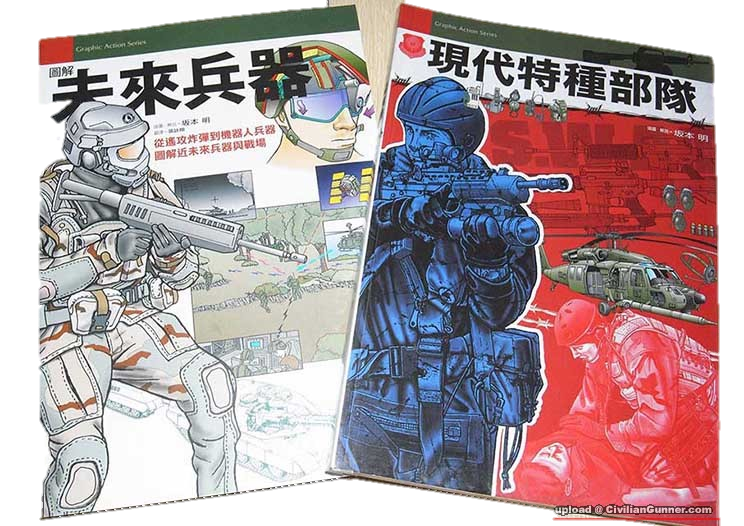 Graphic Action Series
圖解
未來兵器
坂本 明
從遙攻炸彈到機器人兵器
圖解近未來兵器與戰場
Graphic Action Series
現代特種部隊
坂本 明
upload @ CivilianGunner.com